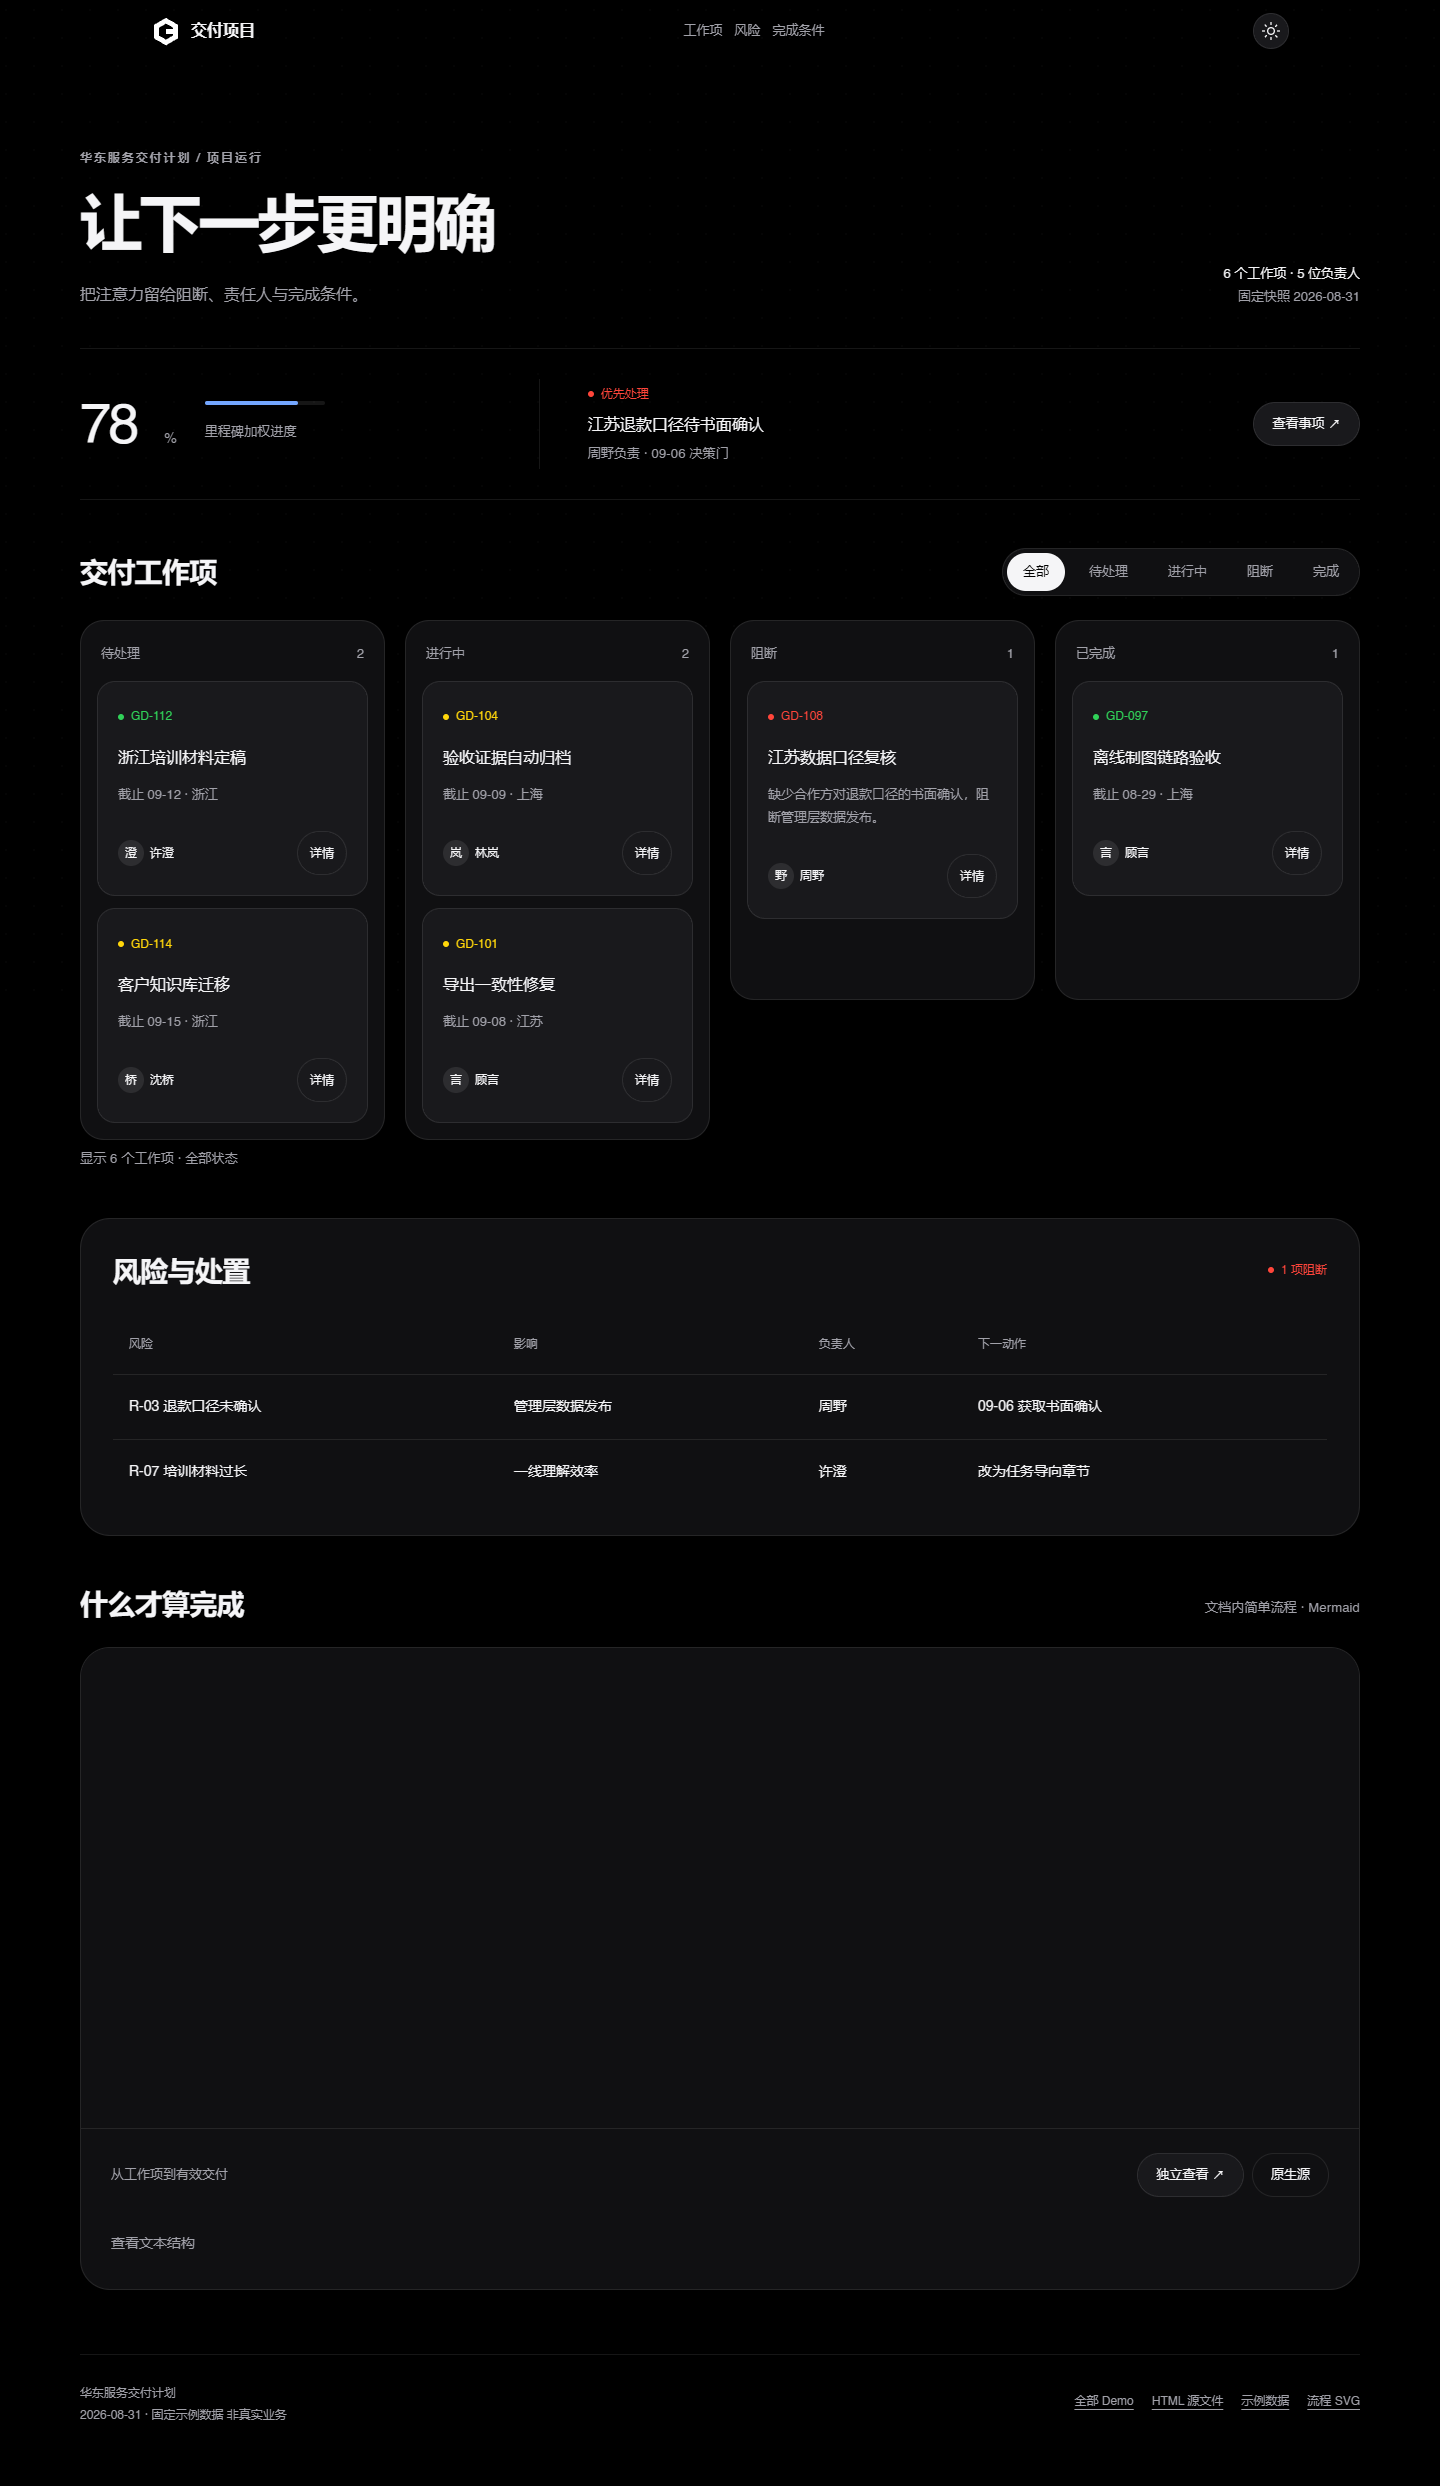 交付项目
工作项 风险 完成条件
华东服务交付计划 / 项目运行
让下一步更明确
把注意力留给阻断、责任人与完成条件。
6 个工作项 · 5 位负责人
固定快照 2026-08-31
78 %
里程碑加权进度
优先处理
江苏退款口径待书面确认
周野负责 · 09-06 决策门
查看事项 ↗
交付工作项
全部 待处理 进行中 阻断 完成
待处理 2
GD-112
浙江培训材料定稿
截止 09-12 · 浙江
澄 许澄 详情
GD-114
客户知识库迁移
截止 09-15 · 浙江
桥 沈桥 详情
进行中 2
GD-104
验收证据自动归档
截止 09-09 · 上海
岚 林岚 详情
GD-101
导出一致性修复
截止 09-08 · 江苏
言 顾言 详情
阻断 1
GD-108
江苏数据口径复核
缺少合作方对退款口径的书面确认，阻
断管理层数据发布。
野 周野 详情
已完成 1
GD-097
离线制图链路验收
截止 08-29 · 上海
言 顾言 详情
显示 6 个工作项 · 全部状态
风险与处置
1 项阻断
风险 影响 负责人 下一动作
R-03 退款口径未确认 管理层数据发布 周野 09-06 获取书面确认
R-07 培训材料过长 一线理解效率 许澄 改为任务导向章节
什么才算完成
文档内简单流程 · Mermaid
从工作项到有效交付
独立查看 ↗ 原生源
查看文本结构
华东服务交付计划
2026-08-31 · 固定示例数据 非真实业务
全部 Demo HTML 源文件 示例数据 流程 SVG